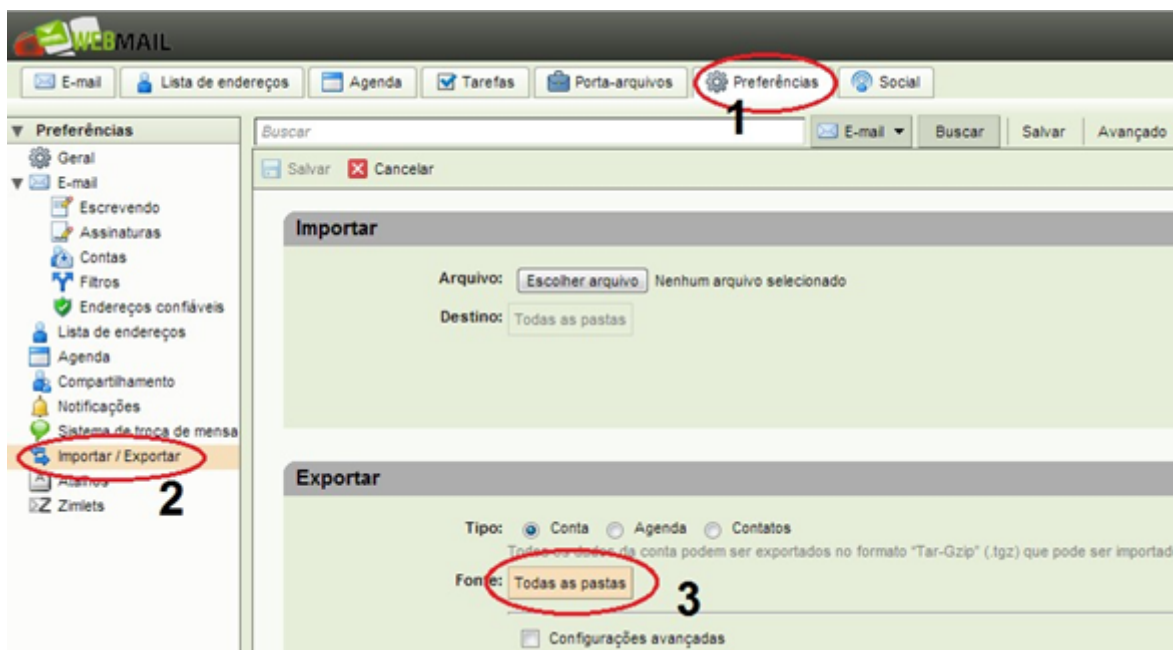 WEBMAIL
E-mail Lista de endereços Agenda Tarefas Porta-arquivos Preferências Social
1
Preferências
Geral
E-mail
Escrevendo
Assinaturas
Contas
Filtros
Endereços confiáveis
Lista de endereços
Agenda
Compartilhamento
Notificações
Sistema de troca de mensa
Importar / Exportar
Atalhos
2
Zimlets
Buscar E-mail Buscar Salvar Avançado
Salvar Cancelar
Importar
Arquivo: Escolher arquivo Nenhum arquivo selecionado
Destino: Todas as pastas
Exportar
Tipo: Conta Agenda Contatos
Todos os dados da conta podem ser exportados no formato "Tar-Gzip" (.tgz) que pode ser importad
Fonte: Todas as pastas
3
Configurações avançadas